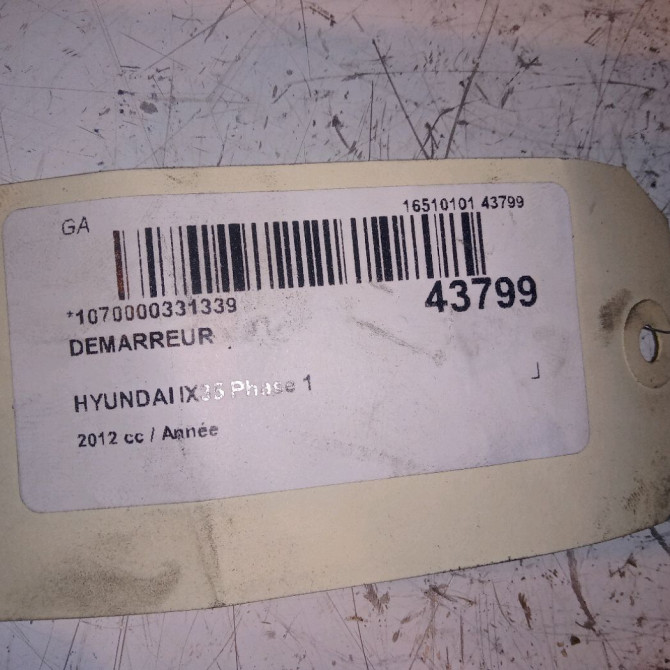 GA
16510101 43799
*1070000331339
43799
DEMARREUR
HYUNDAI IX35 Phase 1
2012 cc / Année